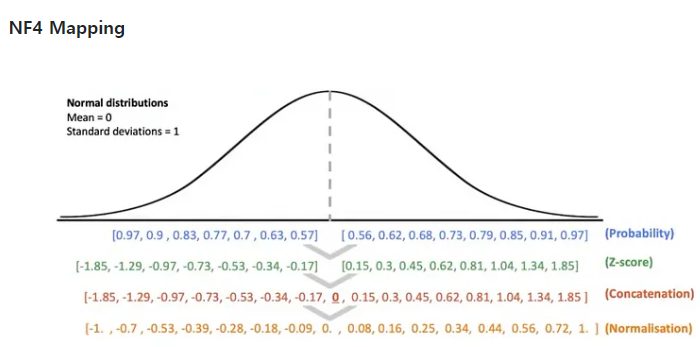 NF4 Mapping
Normal distributions
Mean = 0
Standard deviations = 1
[0.97, 0.9 , 0.83, 0.77, 0.7 , 0.63, 0.57] [ 0.56, 0.62, 0.68, 0.73, 0.79, 0.85, 0.91, 0.97] (Probability)
[-1.85, -1.29, -0.97, -0.73, -0.53, -0.34, -0.17] [0.15, 0.3, 0.45, 0.62, 0.81, 1.04, 1.34, 1.85] (Z-score)
[-1.85, -1.29, -0.97, -0.73, -0.53, -0.34, -0.17, 0 , 0.15, 0.3, 0.45, 0.62, 0.81, 1.04, 1.34, 1.85 ] (Concatenation)
[-1. , -0.7 , -0.53, -0.39, -0.28, -0.18, -0.09, 0. , 0.08, 0.16, 0.25, 0.34, 0.44, 0.56, 0.72, 1. ] (Normalisation)